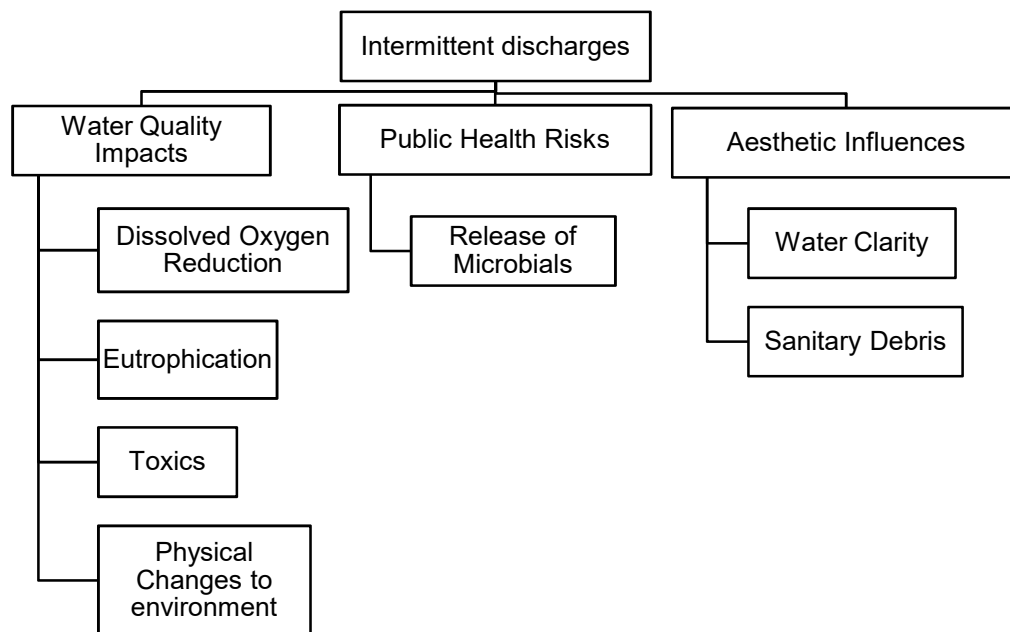 Intermittent discharges
Water Quality
Impacts
Public Health Risks
Aesthetic Influences
Dissolved Oxygen
Reduction
Eutrophication
Toxics
Physical
Changes to
environment
Release of
Microbials
Water Clarity
Sanitary Debris